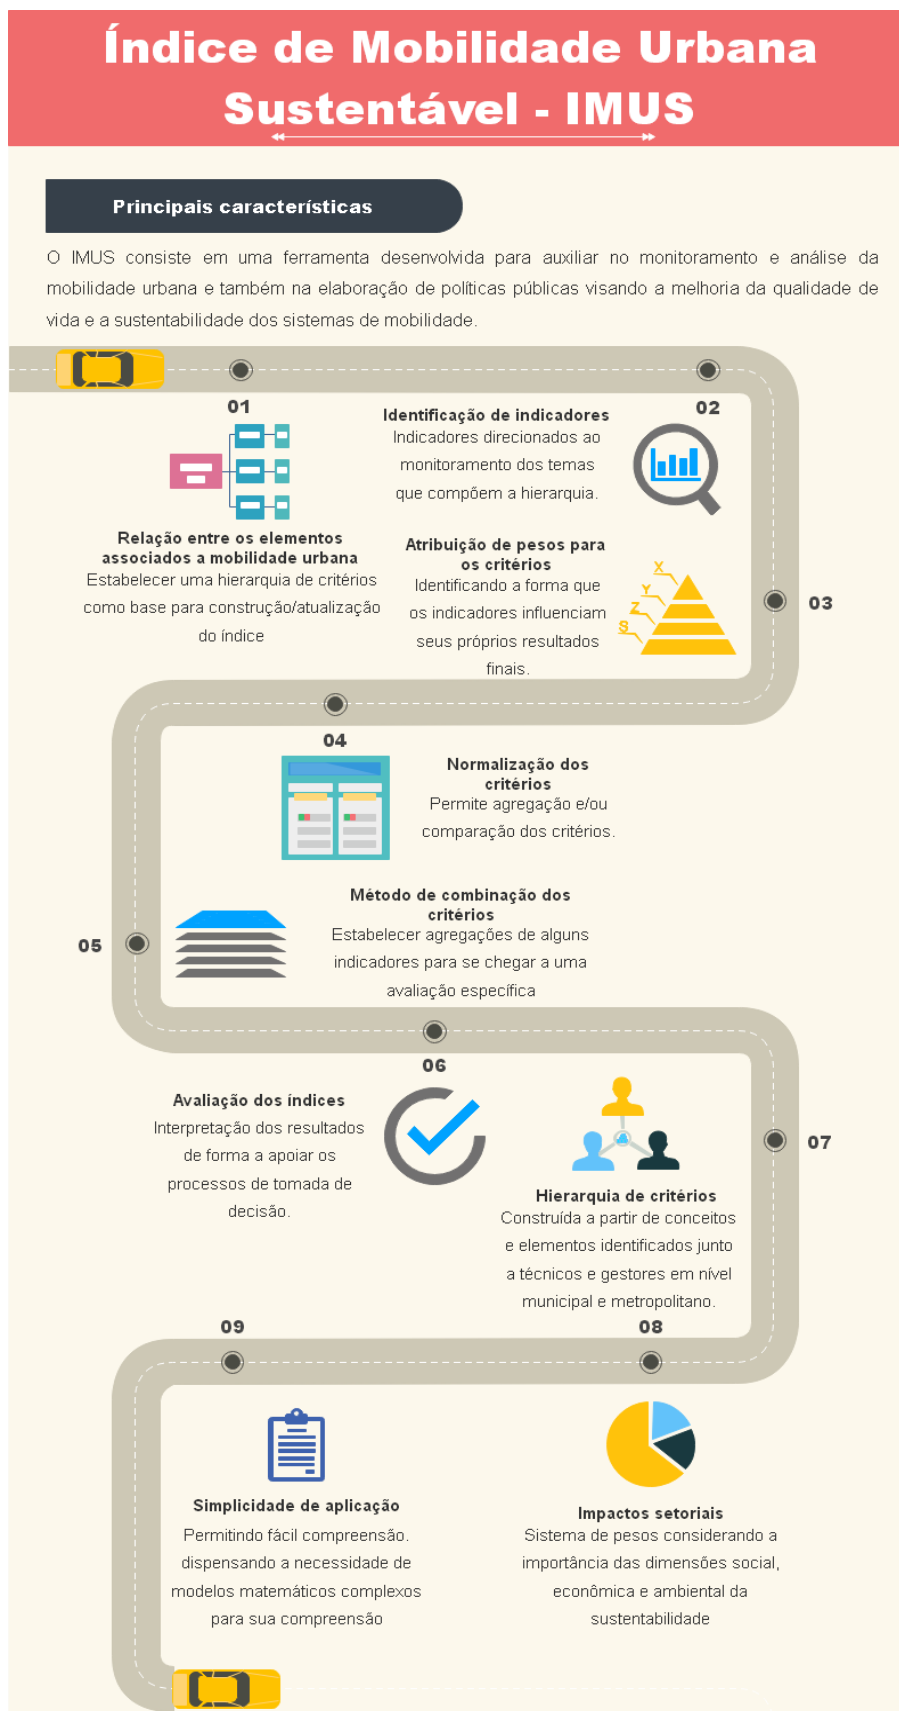 Índice de Mobilidade Urbana
Sustentável - IMUS
Principais características
O IMUS consiste em uma ferramenta desenvolvida para auxiliar no monitoramento e análise da
mobilidade urbana e também na elaboração de políticas públicas visando a melhoria da qualidade de
vida e a sustentabilidade dos sistemas de mobilidade.
01
Relação entre os elementos
associados a mobilidade urbana
Estabelecer uma hierarquia de critérios
como base para construção/atualização
do índice
02
Identificação de indicadores
Indicadores direcionados ao
monitoramento dos temas
que compõem a hierarquia.
03
Atribuição de pesos para
os critérios
Identificando a forma que
os indicadores influenciam
seus próprios resultados
finais.
X
Y
Z
S
04
Normalização dos
critérios
Permite agregação e/ou
comparação dos critérios.
05
Método de combinação dos
critérios
Estabelecer agregações de alguns
indicadores para se chegar a uma
avaliação específica
06
Avaliação dos índices
Interpretação dos resultados
de forma a apoiar os
processos de tomada de
decisão.
07
Hierarquia de critérios
Construída a partir de conceitos
e elementos identificados junto
a técnicos e gestores em nível
municipal e metropolitano.
08
Impactos setoriais
Sistema de pesos considerando a
importância das dimensões social,
econômica e ambiental da
sustentabilidade
09
Simplicidade de aplicação
Permitindo fácil compreensão.
dispensando a necessidade de
modelos matemáticos complexos
para sua compreensão